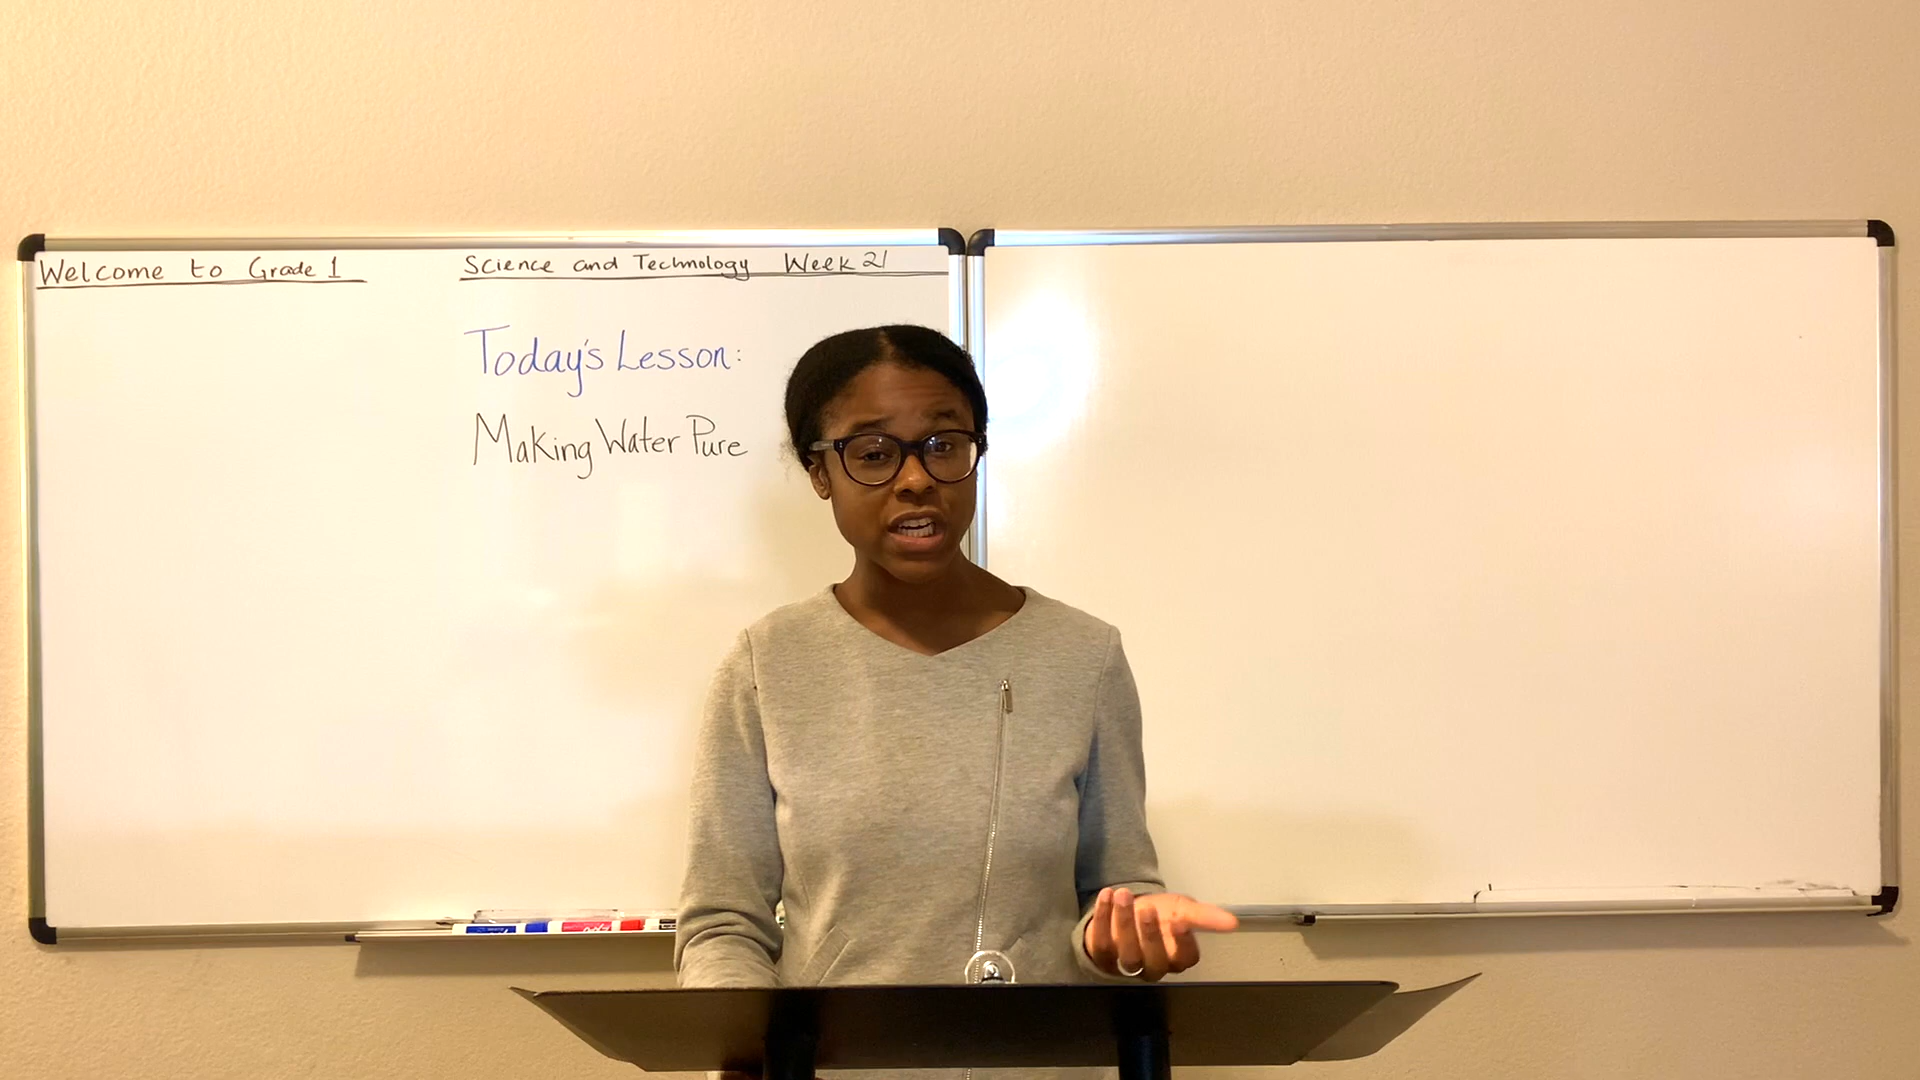 Welcome to Grade 1
Science and Technology Week 21
Today's Lesson:
Making Water Pure